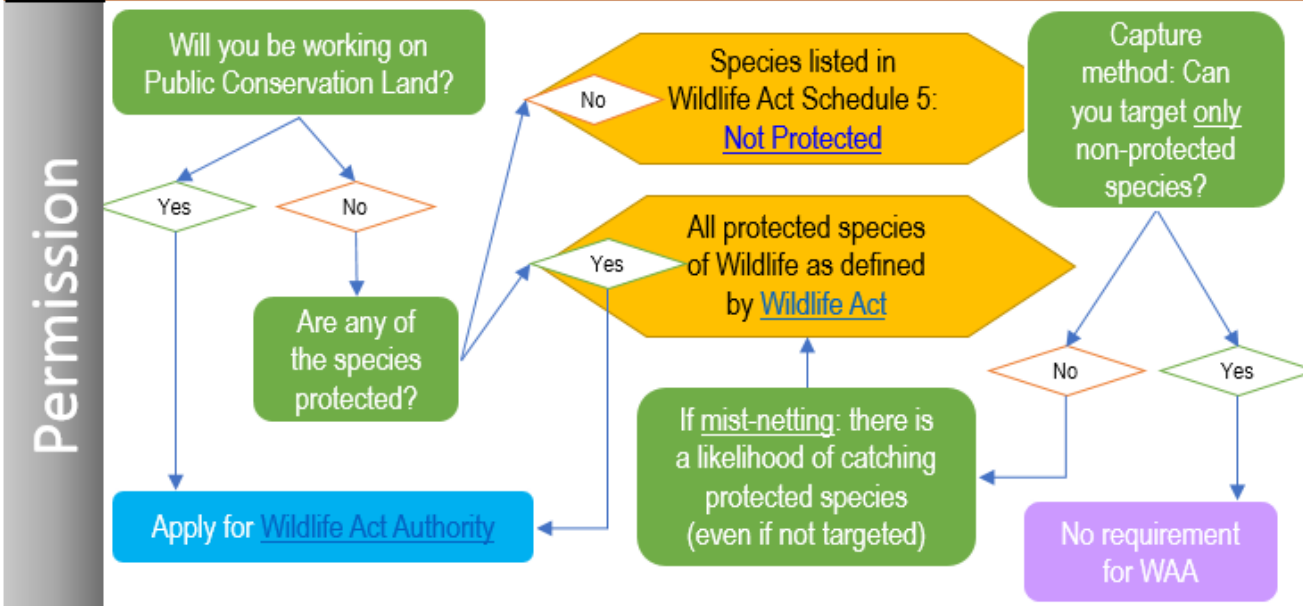 Permission
Will you be working on
Public Conservation Land?
Yes
No
Are any of
the species
protected?
No
Species listed in
Wildlife Act Schedule 5:
Not Protected
Yes
All protected species
of Wildlife as defined
by Wildlife Act
Apply for Wildlife Act Authority
Capture
method: Can
you target only
non-protected
species?
No
Yes
If mist-netting: there is
a likelihood of catching
protected species
(even if not targeted)
No requirement
for WAA